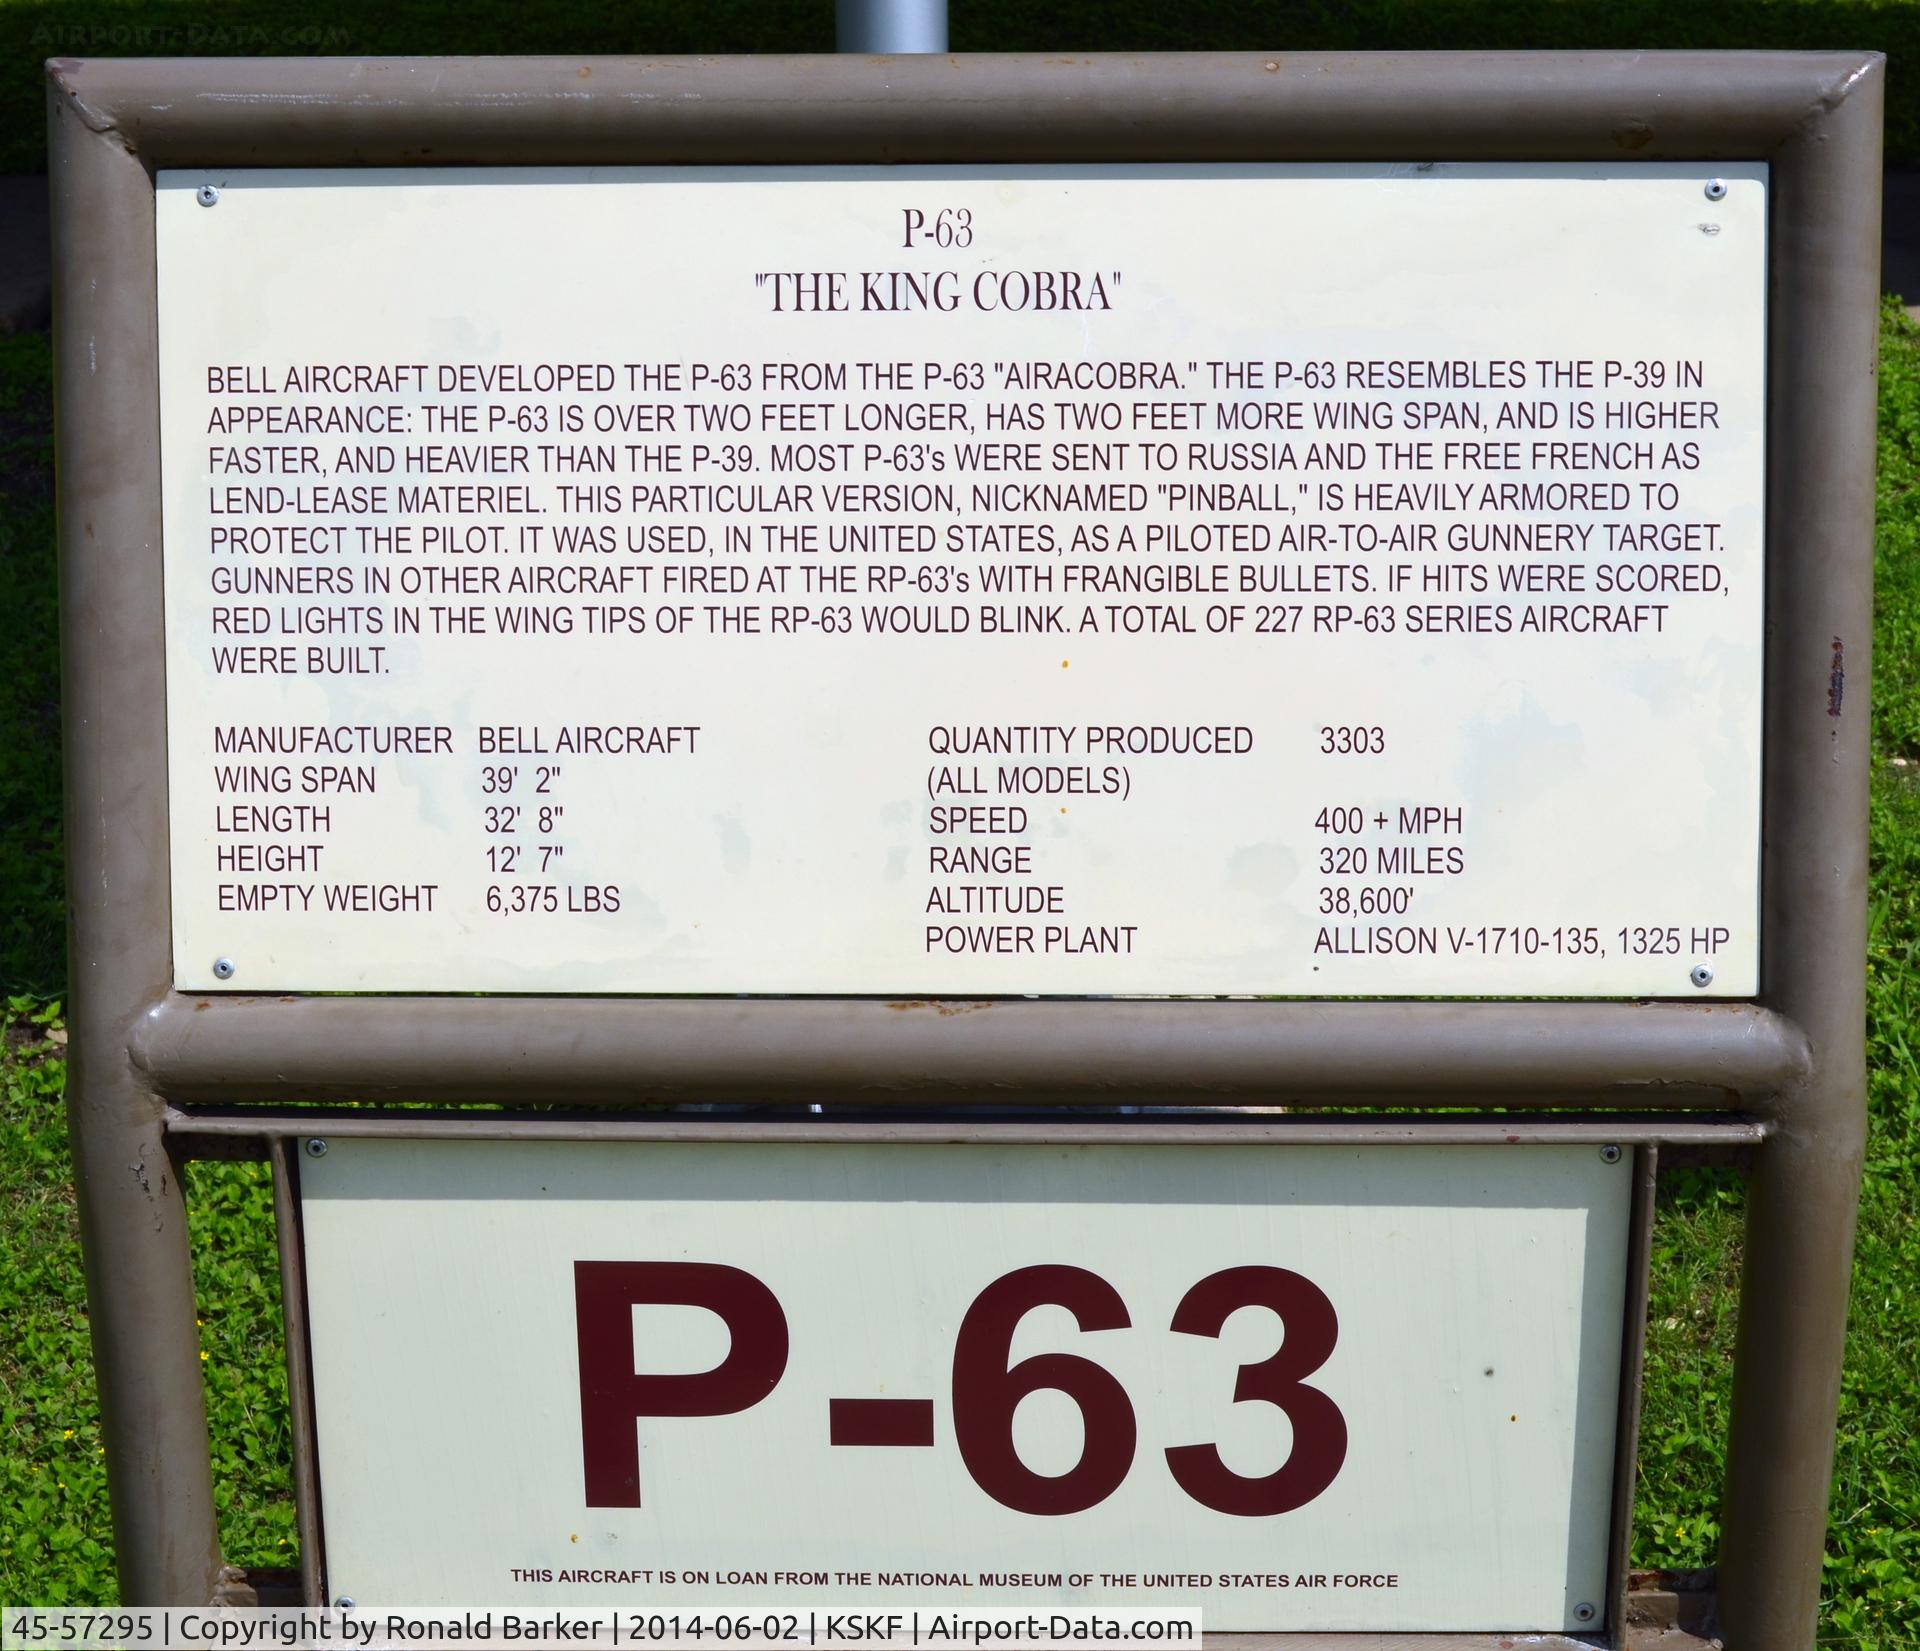 AIRPORT-DATA.COM
P-63
"THE KING COBRA"
BELL AIRCRAFT DEVELOPED THE P-63 FROM THE P-63 "AIRACOBRA." THE P-63 RESEMBLES THE P-39 IN
APPEARANCE: THE P-63 IS OVER TWO FEET LONGER, HAS TWO FEET MORE WING SPAN, AND IS HIGHER
FASTER, AND HEAVIER THAN THE P-39. MOST P-63's WERE SENT TO RUSSIA AND THE FREE FRENCH AS
LEND-LEASE MATERIEL. THIS PARTICULAR VERSION, NICKNAMED "PINBALL," IS HEAVILY ARMORED TO
PROTECT THE PILOT. IT WAS USED, IN THE UNITED STATES, AS A PILOTED AIR-TO-AIR GUNNERY TARGET.
GUNNERS IN OTHER AIRCRAFT FIRED AT THE RP-63's WITH FRANGIBLE BULLETS. IF HITS WERE SCORED,
RED LIGHTS IN THE WING TIPS OF THE RP-63 WOULD BLINK. A TOTAL OF 227 RP-63 SERIES AIRCRAFT
WERE BUILT.
MANUFACTURER BELL AIRCRAFT
WING SPAN 39' 2"
LENGTH 32' 8"
HEIGHT 12' 7"
EMPTY WEIGHT 6,375 LBS
QUANTITY PRODUCED 3303
(ALL MODELS)
SPEED 400 + MPH
RANGE 320 MILES
ALTITUDE 38,600'
POWER PLANT ALLISON V-1710-135, 1325 HP
P-63
THIS AIRCRAFT IS ON LOAN FROM THE NATIONAL MUSEUM OF THE UNITED STATES AIR FORCE
45-57295 | Copyright by Ronald Barker | 2014-06-02 | KSKF | Airport-Data.com